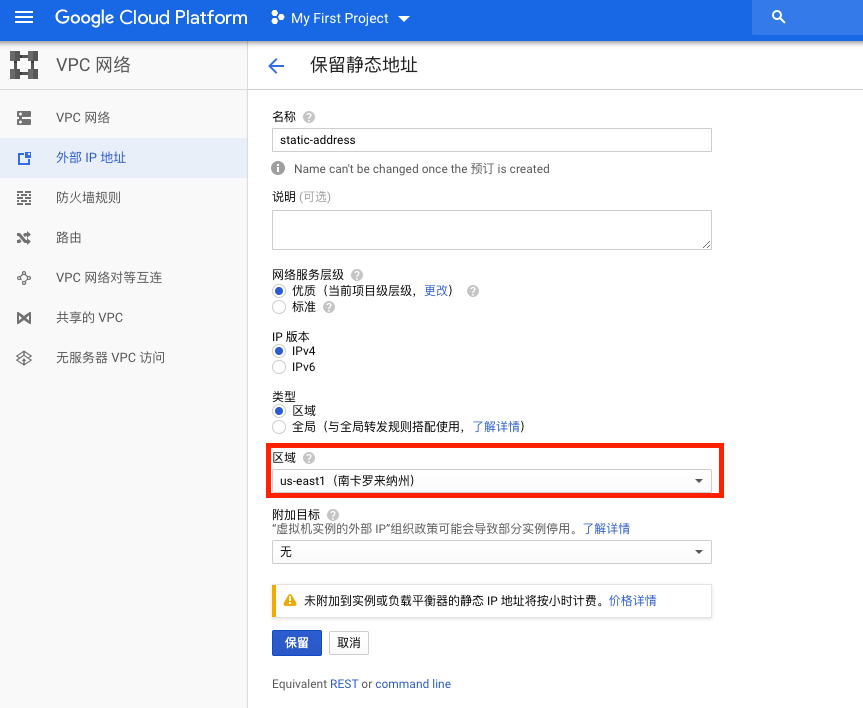 Google Cloud Platform
My First Project
VPC 网络
保留静态地址
VPC 网络
外部 IP 地址
防火墙规则
路由
VPC 网络对等互连
共享的 VPC
无服务器 VPC 访问
名称
static-address
Name can't be changed once the 预订 is created
说明 (可选)
网络服务层级
优质（当前项目级层级，更改）
标准
IP 版本
IPv4
IPv6
类型
区域
全局（与全局转发规则搭配使用，了解详情）
区域
us-east1（南卡罗来纳州）
附加目标
“虚拟机实例的外部 IP”组织政策可能会导致部分实例停用。了解详情
无
未附加到实例或负载平衡器的静态 IP 地址将按小时计费。价格详情
保留
取消
Equivalent REST or command line